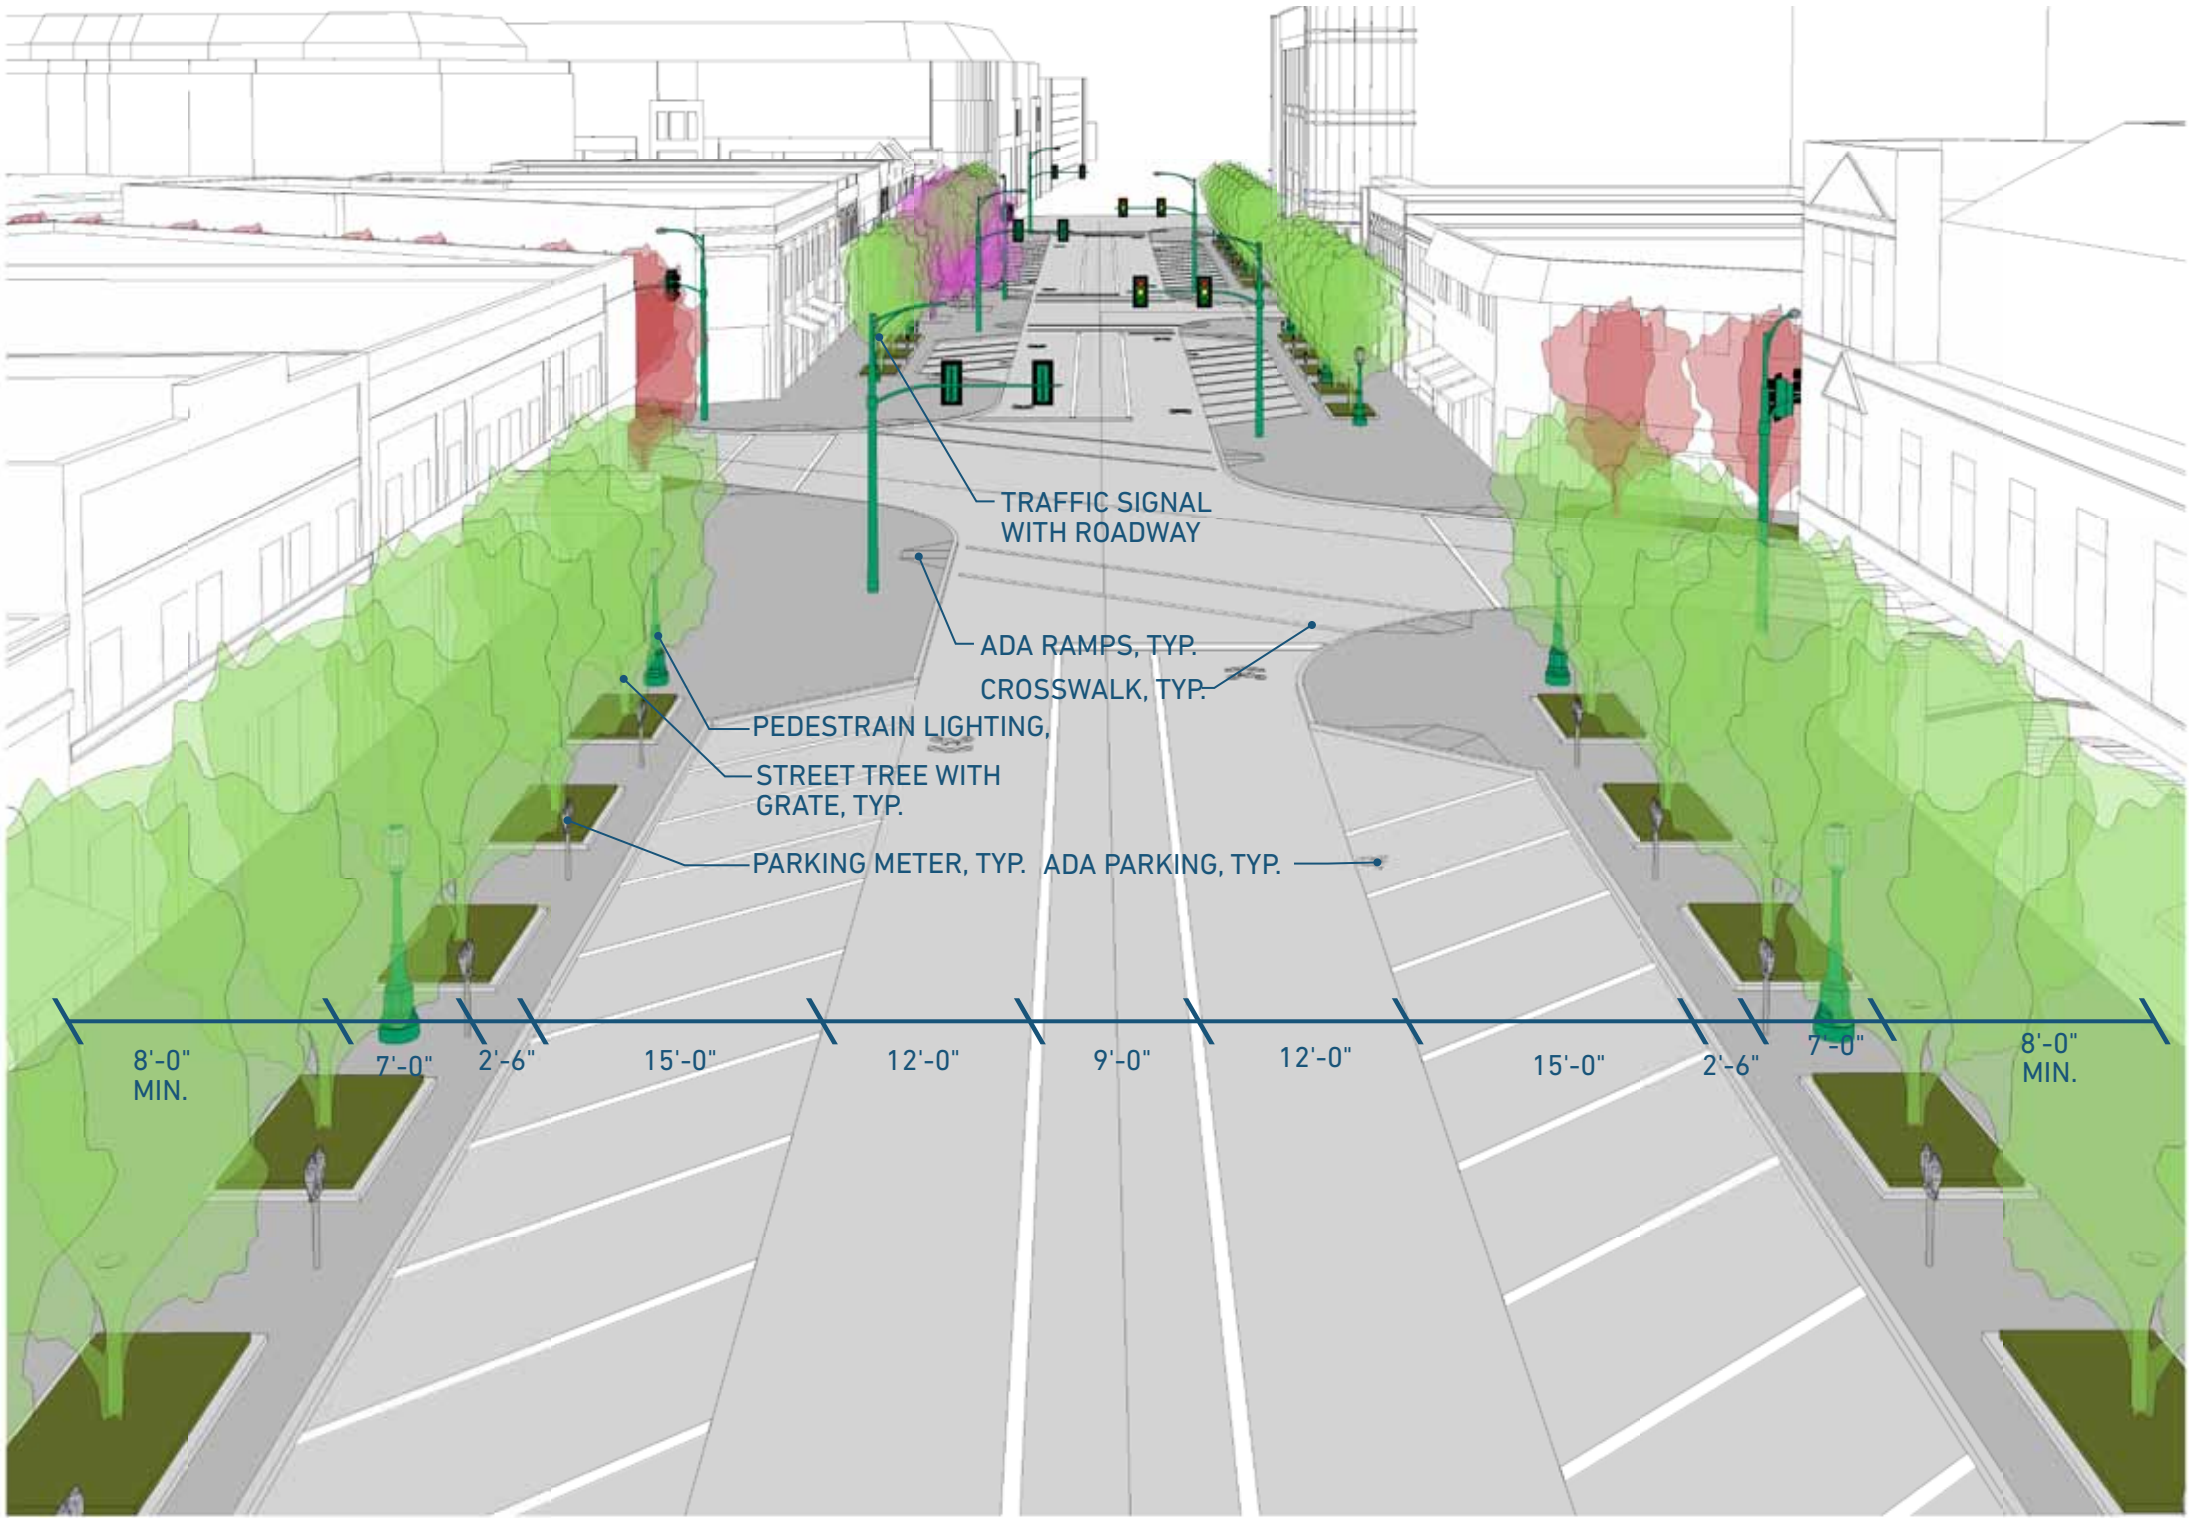 TRAFFIC SIGNAL
WITH ROADWAY
ADA RAMPS, TYP.
CROSSWALK, TYP.
PEDESTRAIN LIGHTING,
STREET TREE WITH
GRATE, TYP.
PARKING METER, TYP.
ADA PARKING, TYP.
8'-0"
MIN.
7'-0"
2'-6"
15'-0"
12'-0"
9'-0"
12'-0"
15'-0"
2'-6"
7'-0"
8'-0"
MIN.